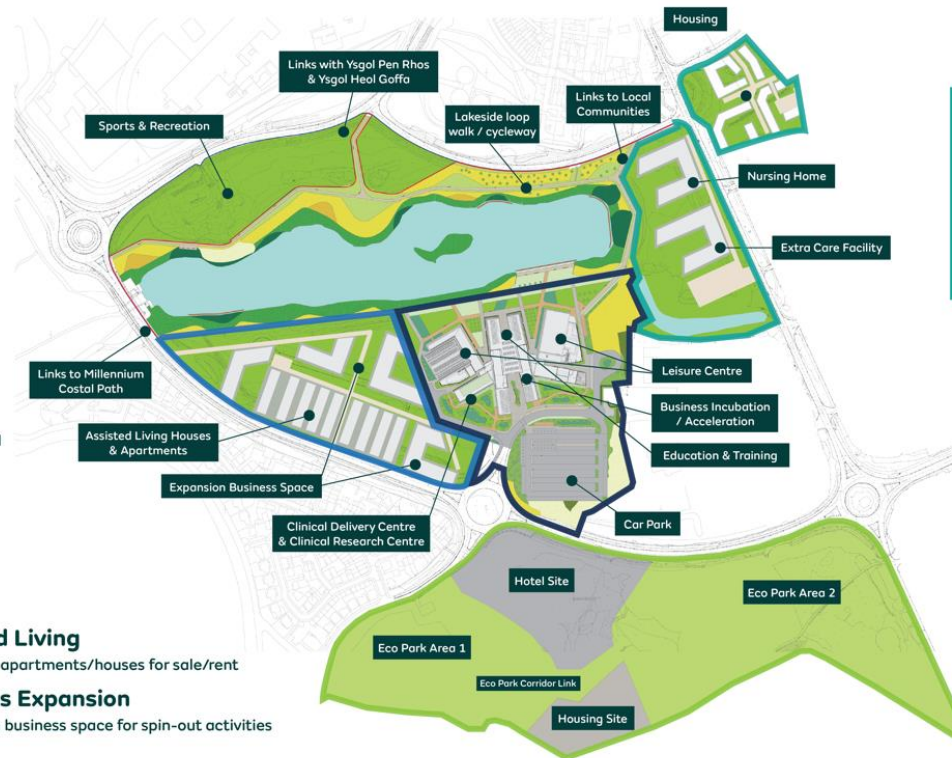 Housing
Links with Ysgol Pen Rhos
& Ysgol Heol Goffa
Links to Local
Communities
Lakeside loop
walk / cycleway
Sports & Recreation
Nursing Home
Extra Care Facility
Links to Millennium
Costal Path
Leisure Centre
Business Incubation
/ Acceleration
Assisted Living Houses
& Apartments
Education & Training
Expansion Business Space
Clinical Delivery Centre
& Clinical Research Centre
Car Park
Hotel Site
Eco Park Area 2
Eco Park Area 1
Eco Park Corridor Link
Housing Site
d Living
apartments/houses for sale/rent
s Expansion
business space for spin-out activities